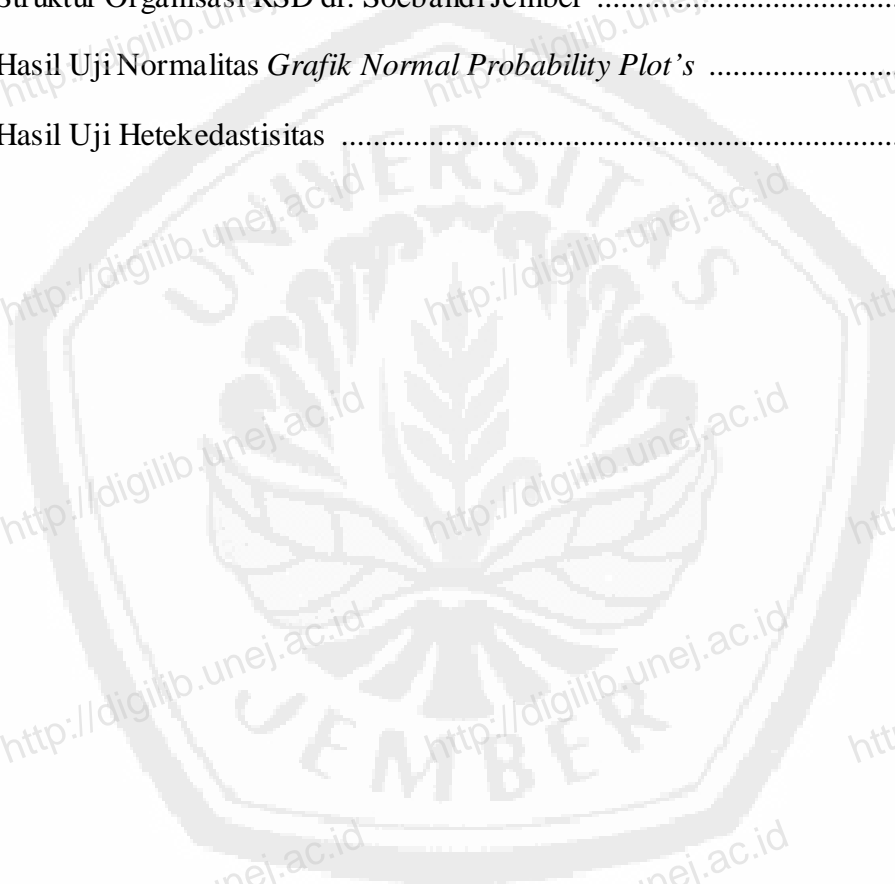 Struktur Organisasi RSD dr. Soebandi Jember ........................................
Hasil Uji Normalitas Grafik Normal Probability Plot's ........................
Hasil Uji Hetekedastisitas ......................................................................
UNIVERSITAS
JEMBER
http://digilib.unej.ac.id
http://digilib.unej.ac.id
http://digilib.unej.ac.id
http://digilib.unej.ac.id
http://digilib.unej.ac.id
http://digilib.unej.ac.id